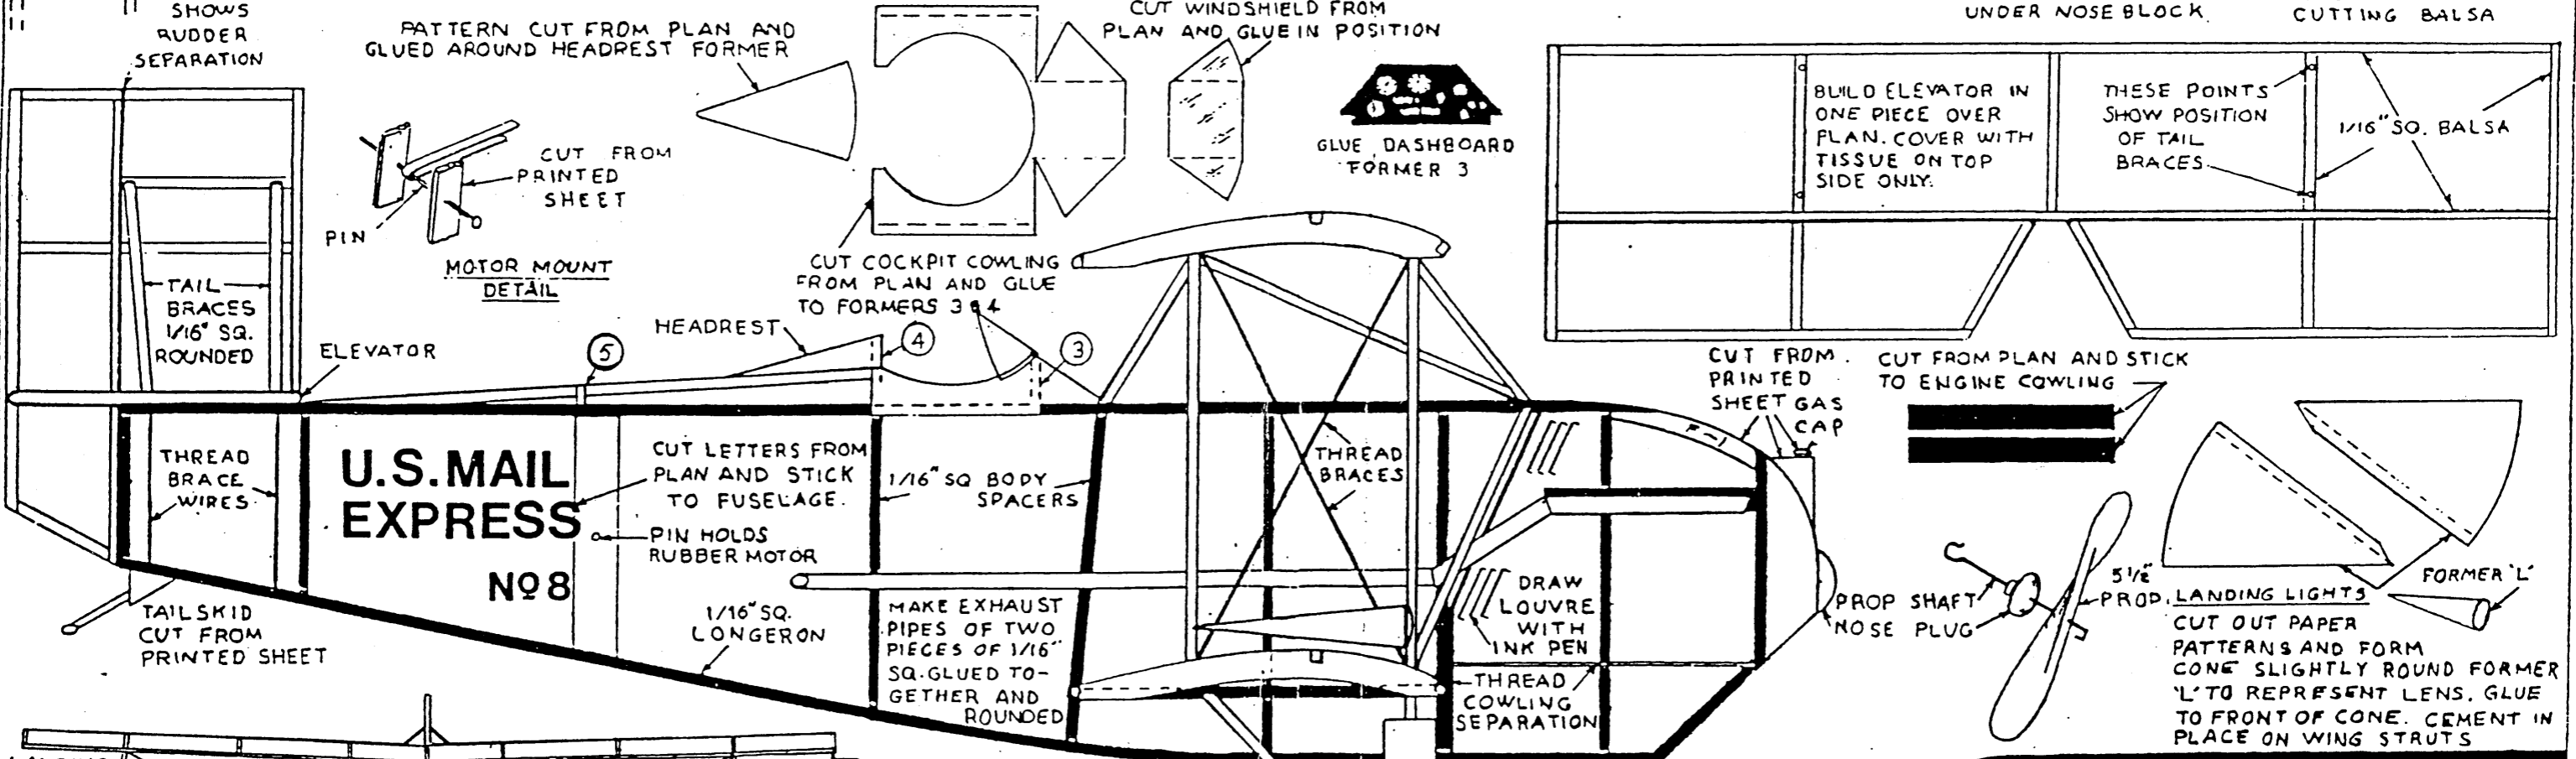 SHOWS
RUDDER
SEPARATION
PATTERN CUT FROM PLAN AND
GLUED AROUND HEADREST FORMER
CUT WINDSHIELD FROM
PLAN AND GLUE IN POSITION
UNDER NOSE BLOCK
CUTTING BALSA
CUT FROM
PRINTED
SHEET
PIN
MOTOR MOUNT
DETAIL
GLUE DASHBOARD
FORMER 3
BUILD ELEVATOR IN
ONE PIECE OVER
PLAN. COVER WITH
TISSUE ON TOP
SIDE ONLY.
THESE POINTS
SHOW POSITION
OF TAIL
BRACES
1/16" SQ. BALSA
TAIL
BRACES
1/16" SQ.
ROUNDED
CUT COCKPIT COWLING
FROM PLAN AND GLUE
TO FORMERS 3 & 4
HEADREST
ELEVATOR
5
4
3
CUT FROM
PRINTED
SHEET
GAS
CAP
CUT FROM PLAN AND STICK
TO ENGINE COWLING
THREAD
BRACE
WIRES
U.S. MAIL
EXPRESS
Nº 8
CUT LETTERS FROM
PLAN AND STICK
TO FUSELAGE.
PIN HOLDS
RUBBER MOTOR
1/16" SQ BODY
SPACERS
THREAD
BRACES
TAILSKID
CUT FROM
PRINTED SHEET
1/16" SQ.
LONGERON
MAKE EXHAUST
PIPES OF TWO
PIECES OF 1/16"
SQ. GLUED TO-
GETHER AND
ROUNDED
DRAW
LOUVRE
WITH
INK PEN
THREAD
COWLING
SEPARATION
PROP SHAFT
NOSE PLUG
5 1/2"
PROP.
FORMER 'L'
LANDING LIGHTS
CUT OUT PAPER
PATTERNS AND FORM
CONE SLIGHTLY ROUND FORMER
'L' TO REPRESENT LENS. GLUE
TO FRONT OF CONE. CEMENT IN
PLACE ON WING STRUTS